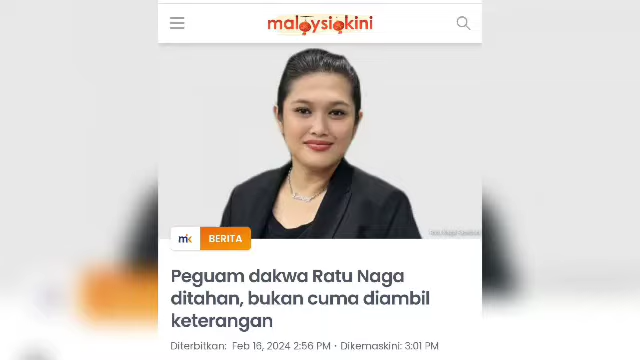 malaysiakini
mk BERITA
Peguam dakwa Ratu Naga
ditahan, bukan cuma diambil
keterangan
Diterbitkan: Feb 16, 2024 2:56 PM · Dikemaskini: 3:01 PM